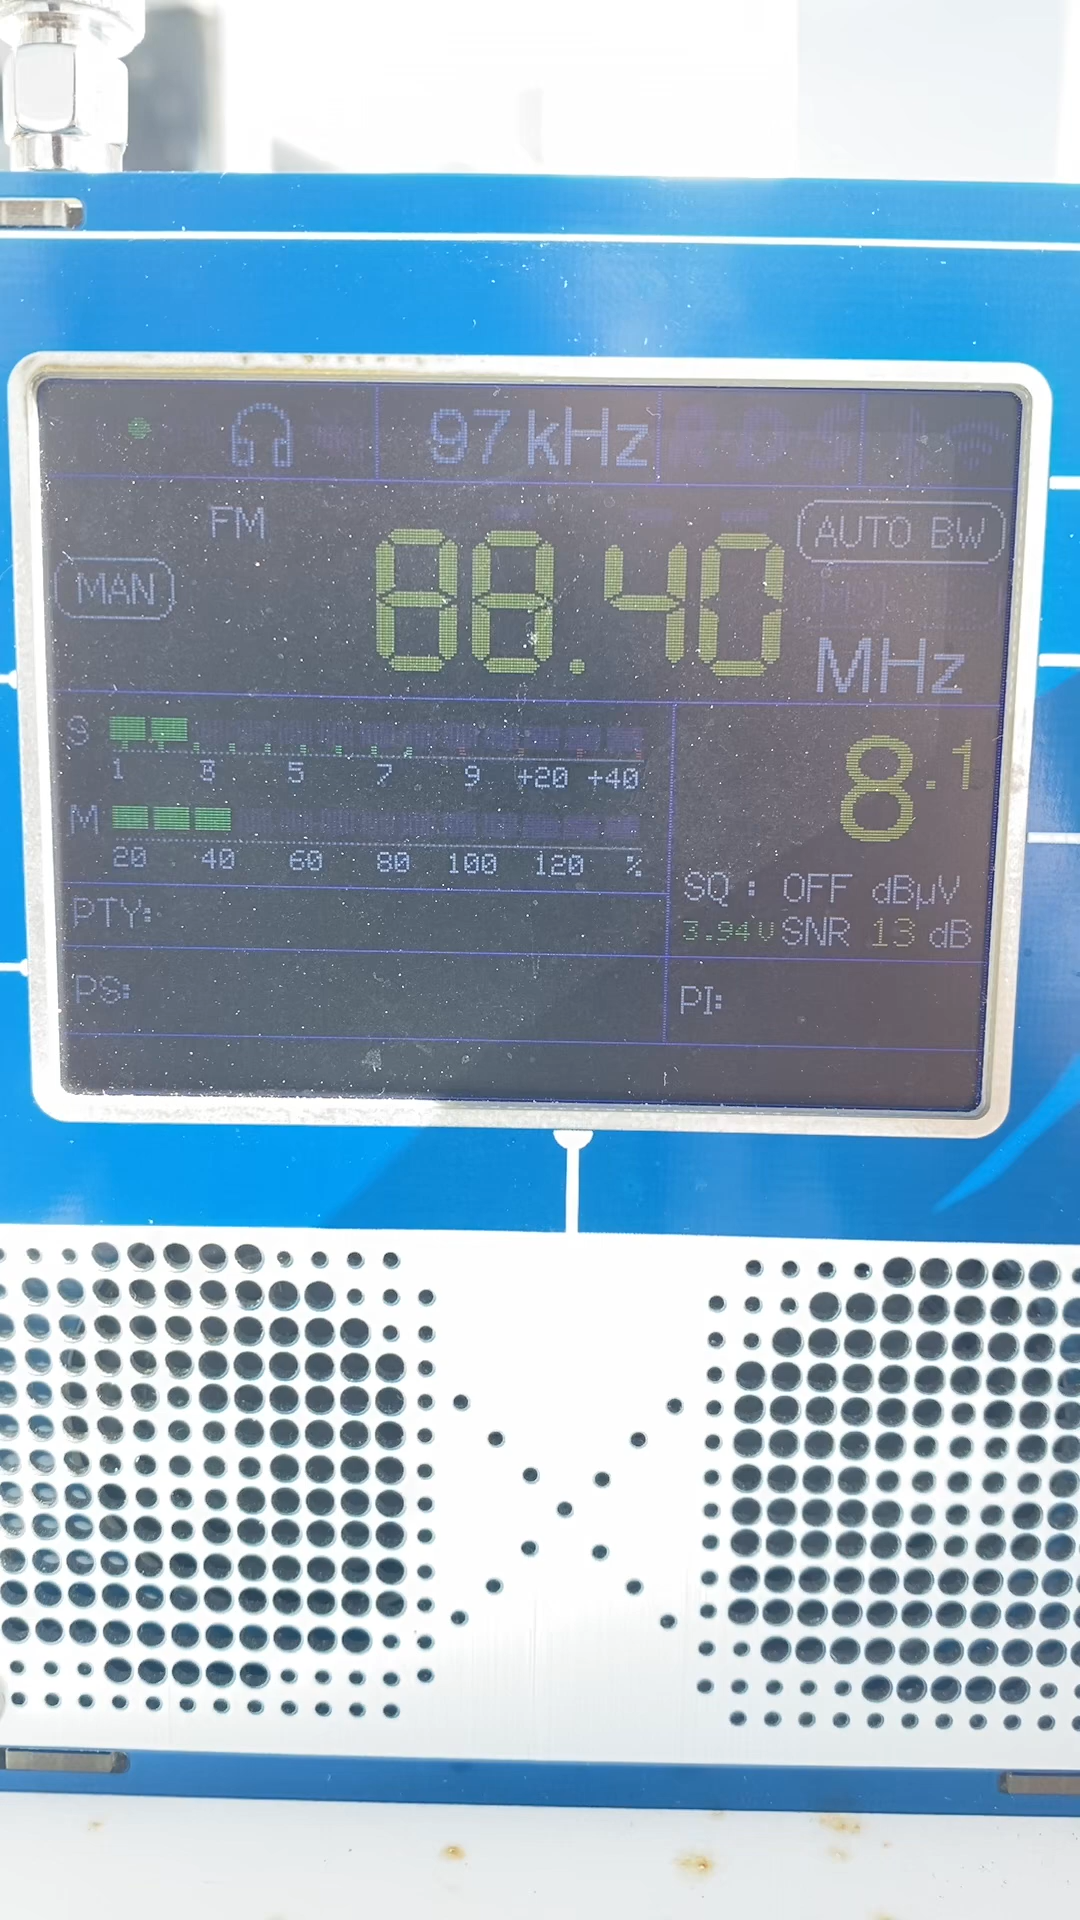 97 kHz
FM
AUTO BW
MAN
88.40
MHz
S
1 3 5 7 9 +20 +40
8.1
M
20 40 60 80 100 120 %
SQ : OFF dBµV
3.94V SNR 13 dB
PTY:
PS:
PI: